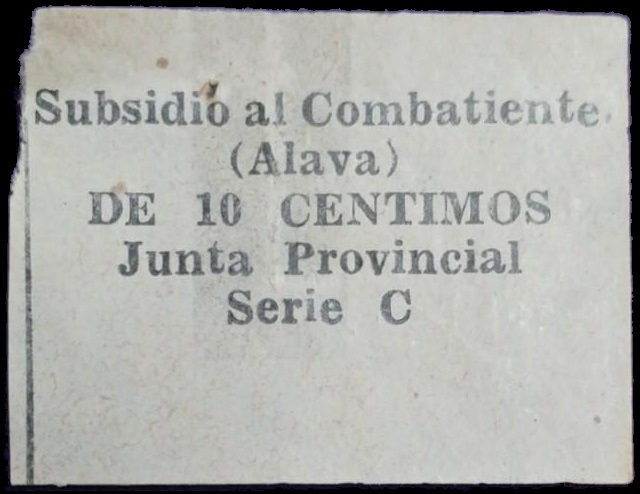 Subsidio al Combatiente.
(Alava)
DE 10 CENTIMOS
Junta Provincial
Serie C